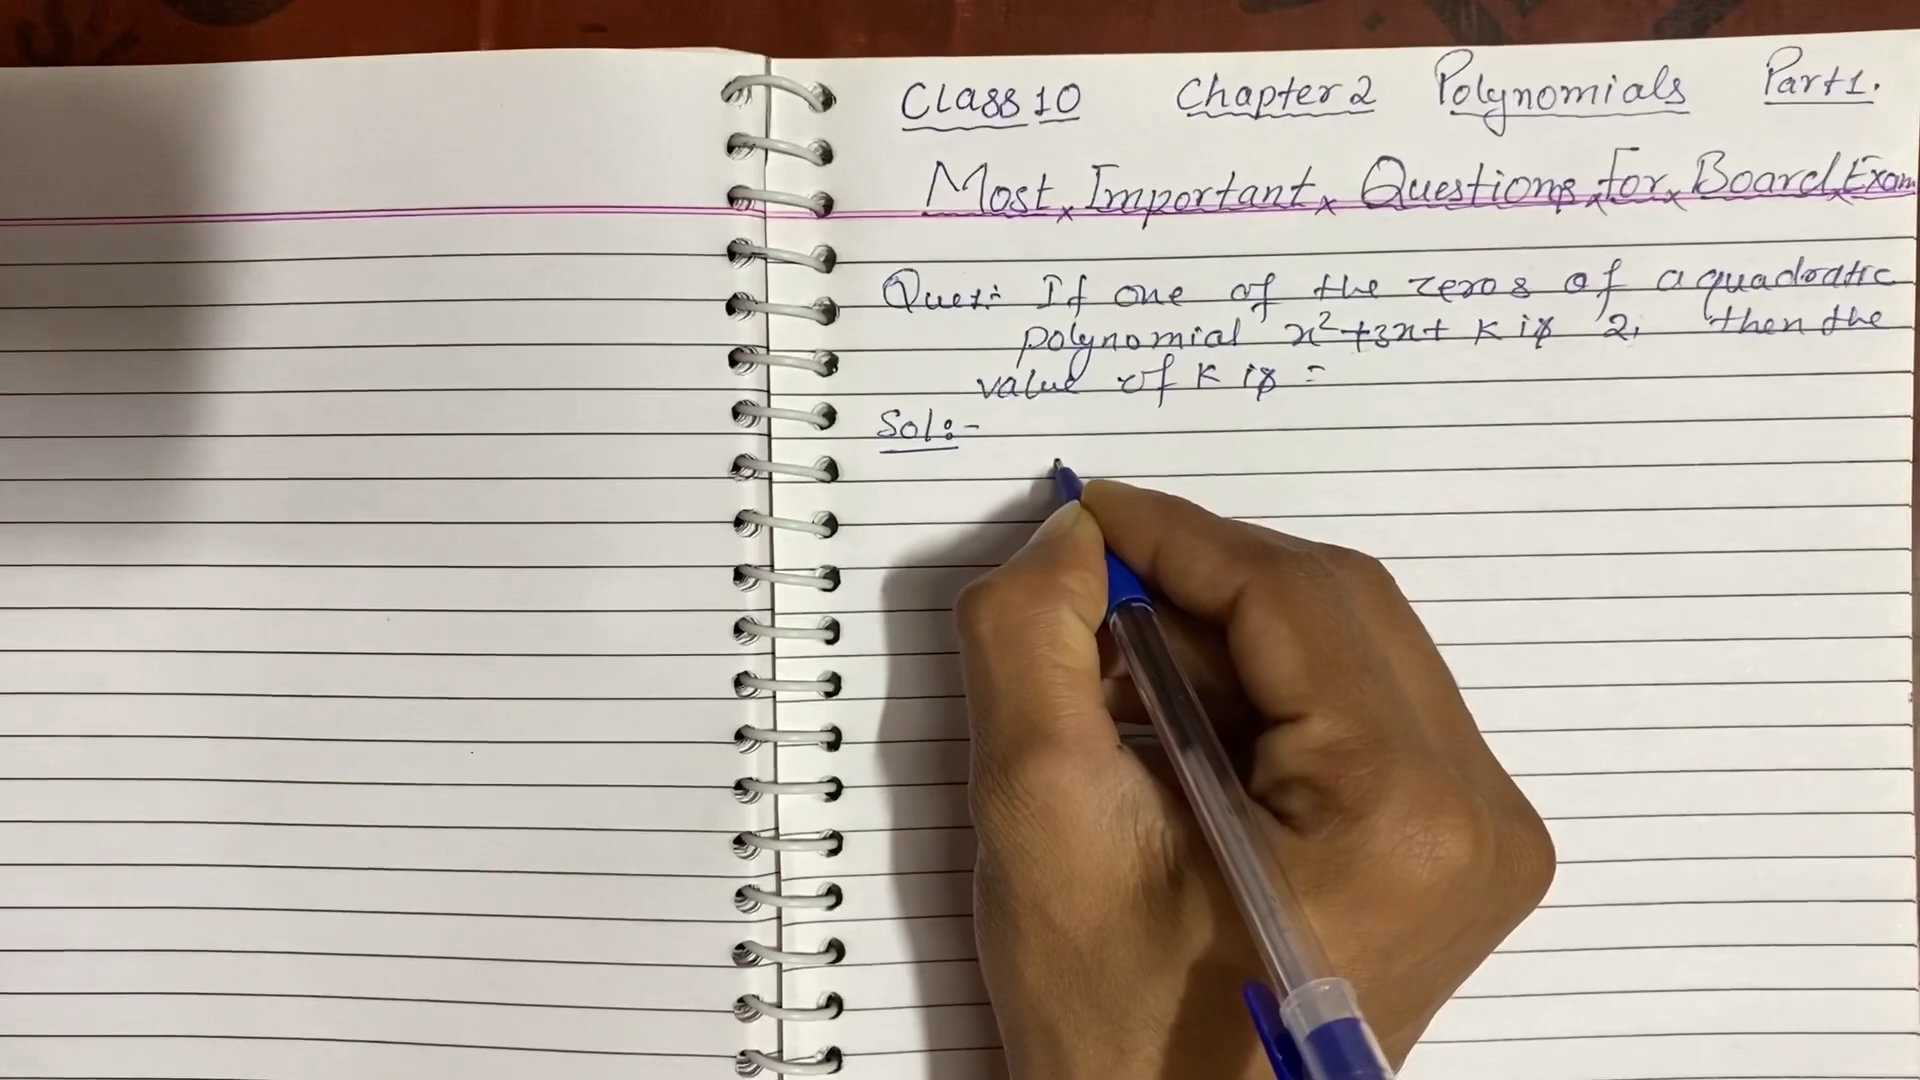 Class 10 Chapter 2 Polynomials Part 1.
Most Important Questions For Board Exam
Ques:- If one of the zeros of a quadratic
polynomial x²+3x+ K is 2, then the
value of K is =
Sol:-